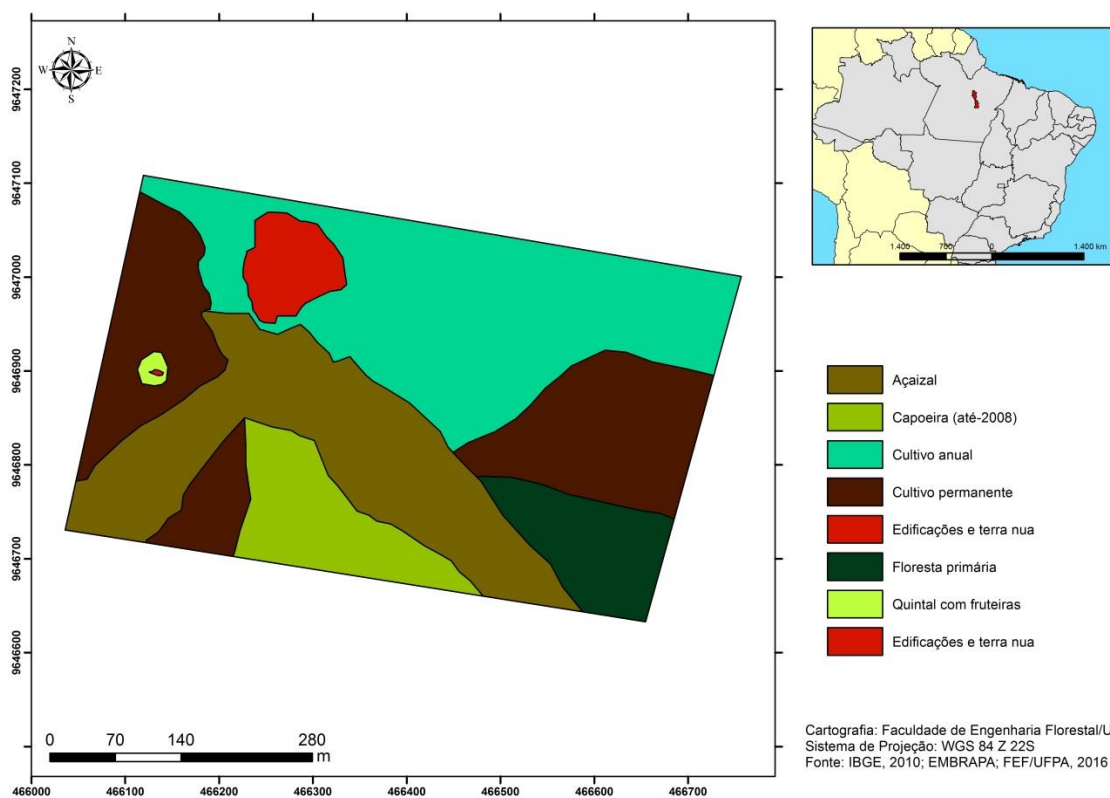 N
W E
S
9647200
9647100
9647000
9646900
9646800
9646700
9646600
0 70 140 280
m
466000 466100 466200 466300 466400 466500 466600 466700
1.400 700 0 1.400 km
Açaizal
Capoeira (até-2008)
Cultivo anual
Cultivo permanente
Edificações e terra nua
Floresta primária
Quintal com fruteiras
Edificações e terra nua
Cartografia: Faculdade de Engenharia Florestal/U
Sistema de Projeção: WGS 84 Z 22S
Fonte: IBGE, 2010; EMBRAPA; FEF/UFPA, 2016